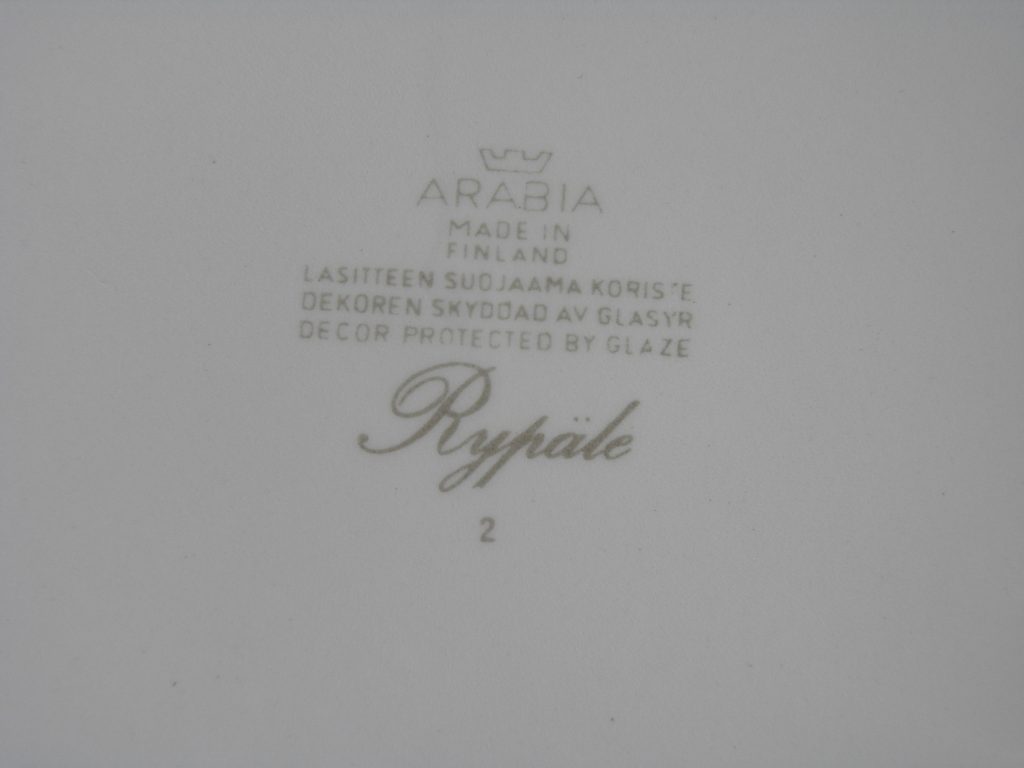 ARABIA
MADE IN
FINLAND
LASITTEEN SUOJAAMA KORISTE
DEKOREN SKYDDAD AV GLASYR
DECOR PROTECTED BY GLAZE
Rypäle
2